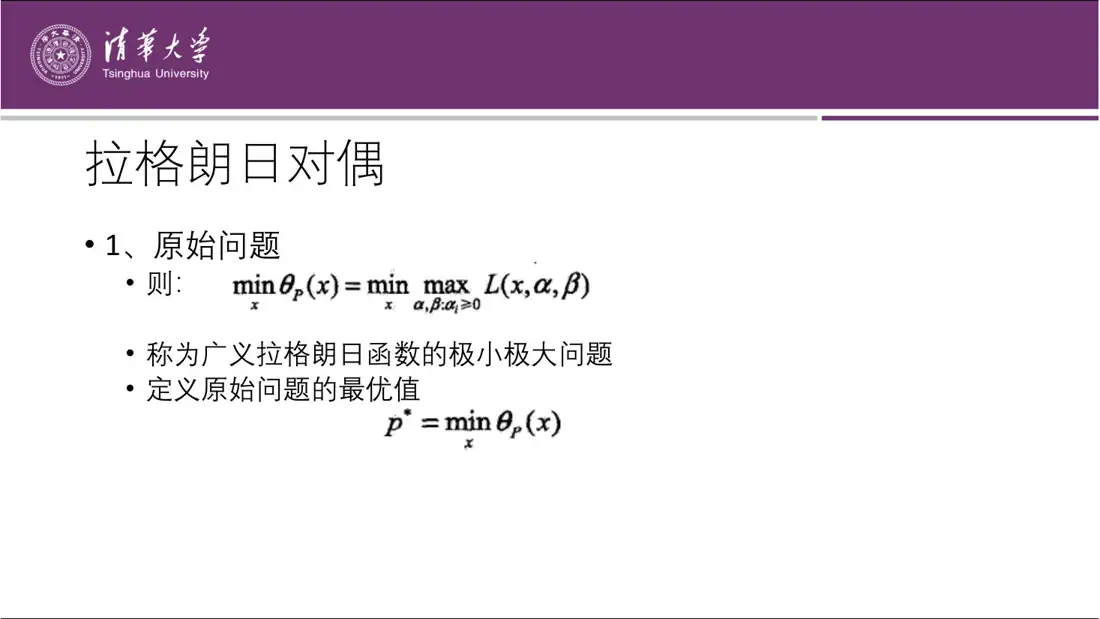 清华大学
Tsinghua University
拉格朗日对偶
• 1、原始问题
• 则：
min_x θ_P(x) = min_x max_{α,β:α_i≥0} L(x,α,β)
• 称为广义拉格朗日函数的极小极大问题
• 定义原始问题的最优值
p* = min_x θ_P(x)